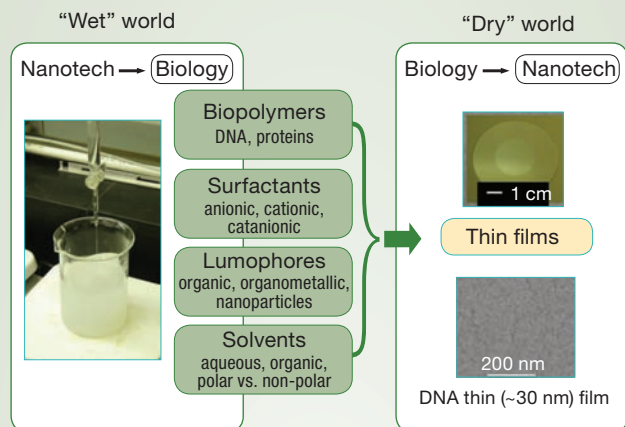 “Wet” world
Nanotech → Biology
Biopolymers
DNA, proteins
Surfactants
anionic, cationic,
catanionic
Lumophores
organic, organometallic,
nanoparticles
Solvents
aqueous, organic,
polar vs. non-polar
“Dry” world
Biology → Nanotech
1 cm
Thin films
200 nm
DNA thin (~30 nm) film